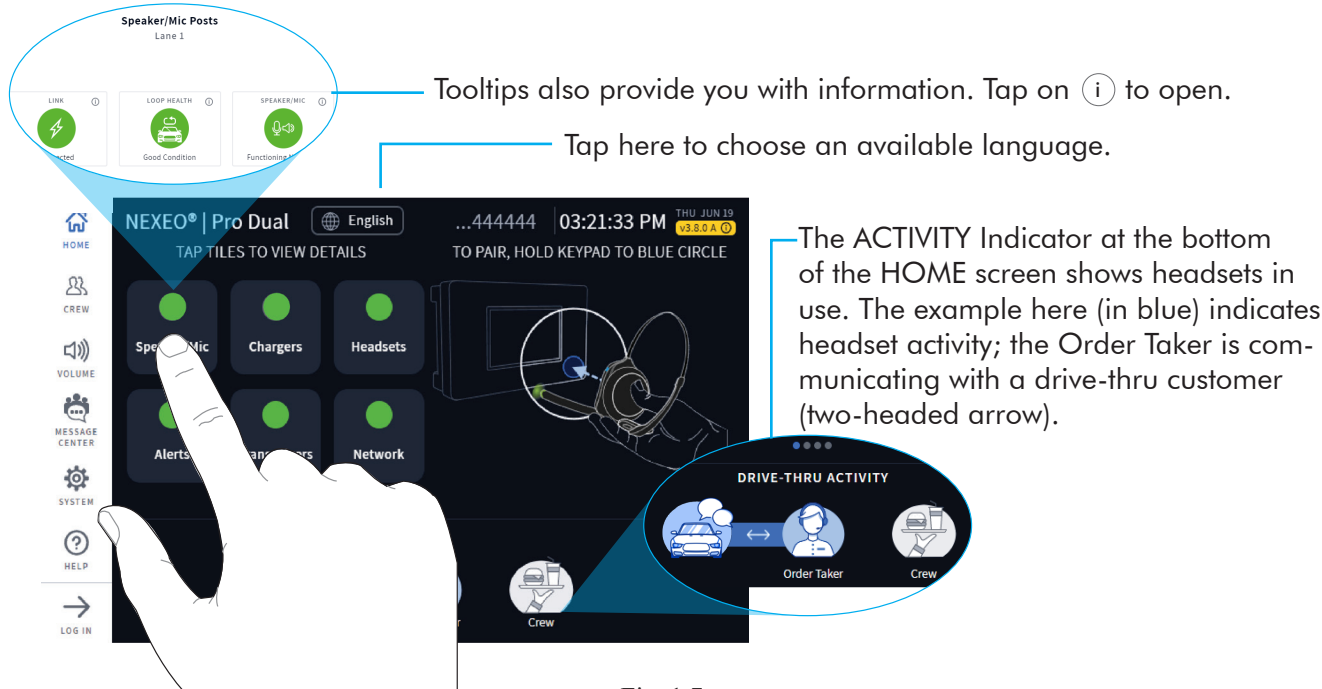 Speaker/Mic Posts
Lane 1
LINK
LOOP HEALTH
SPEAKER/MIC
Good Condition
Tooltips also provide you with information. Tap on i to open.
Tap here to choose an available language.
HOME
CREW
VOLUME
MESSAGE
CENTER
SYSTEM
HELP
LOG IN
NEXEO® | Pro Dual
English
...444444
03:21:33 PM
THU JUN 19
v3.8.0 A
TAP TILES TO VIEW DETAILS
TO PAIR, HOLD KEYPAD TO BLUE CIRCLE
Chargers
Headsets
Alerts
Network
Crew
The ACTIVITY Indicator at the bottom
of the HOME screen shows headsets in
use. The example here (in blue) indicates
headset activity; the Order Taker is com-
municating with a drive-thru customer
(two-headed arrow).
DRIVE-THRU ACTIVITY
Order Taker
Crew